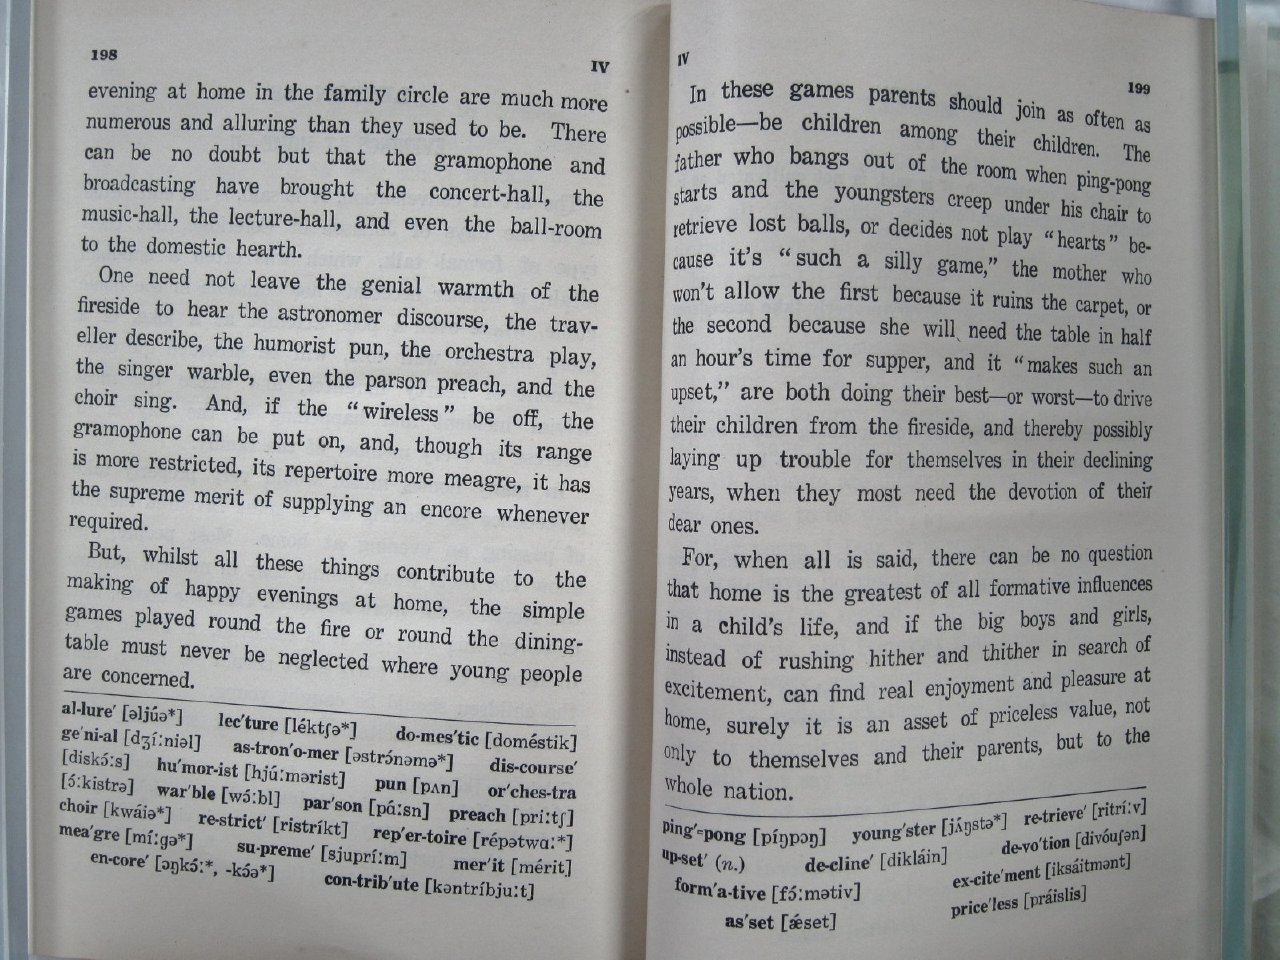 198
IV
evening at home in the family circle are much more
numerous and alluring than they used to be. There
can be no doubt but that the gramophone and
broadcasting have brought the concert-hall, the
music-hall, the lecture-hall, and even the ball-room
to the domestic hearth.
One need not leave the genial warmth of the
fireside to hear the astronomer discourse, the trav-
eller describe, the humorist pun, the orchestra play,
the singer warble, even the parson preach, and the
choir sing. And, if the "wireless" be off, the
gramophone can be put on, and, though its range
is more restricted, its repertoire more meagre, it has
the supreme merit of supplying an encore whenever
required.
But, whilst all these things contribute to the
making of happy evenings at home, the simple
games played round the fire or round the dining-
table must never be neglected where young people
are concerned.
al-lure′ [əljúə*] lec′ture [léktʃə*] do-mes′tic [doméstik]
ge′ni-al [dʒíːniəl] as-tron′o-mer [əstrɔ́nəmə*] dis-course′
[diskɔ́ːs] hu′mor-ist [hjúːmərist] pun [pʌn] or′ches-tra
[ɔ́ːkistrə] war′ble [wɔ́ːbl] par′son [pɑ́ːsn] preach [priːtʃ]
choir [kwáiə*] re-strict′ [ristríkt] rep′er-toire [répətwɑː*]
mea′gre [míːgə*] su-preme′ [sjupríːm] mer′it [mérit]
en-core′ [ɔŋkɔ́ː*, -kɔ́ə*] con-trib′ute [kəntríbjuːt]
IV
199
In these games parents should join as often as
possible—be children among their children. The
father who bangs out of the room when ping-pong
starts and the youngsters creep under his chair to
retrieve lost balls, or decides not play "hearts" be-
cause it's "such a silly game," the mother who
won't allow the first because it ruins the carpet, or
the second because she will need the table in half
an hour's time for supper, and it "makes such an
upset," are both doing their best—or worst—to drive
their children from the fireside, and thereby possibly
laying up trouble for themselves in their declining
years, when they most need the devotion of their
dear ones.
For, when all is said, there can be no question
that home is the greatest of all formative influences
in a child's life, and if the big boys and girls,
instead of rushing hither and thither in search of
excitement, can find real enjoyment and pleasure at
home, surely it is an asset of priceless value, not
only to themselves and their parents, but to the
whole nation.
ping′=pong [píŋpɔŋ] young′ster [jʌ́ŋstə*] re-trieve′ [ritríːv]
up-set′ (n.) de-cline′ [dikláin] de-vo′tion [divóuʃən]
form′a-tive [fɔ́ːmətiv] ex-cite′ment [iksáitmənt]
as′set [ǽset] price′less [práislis]